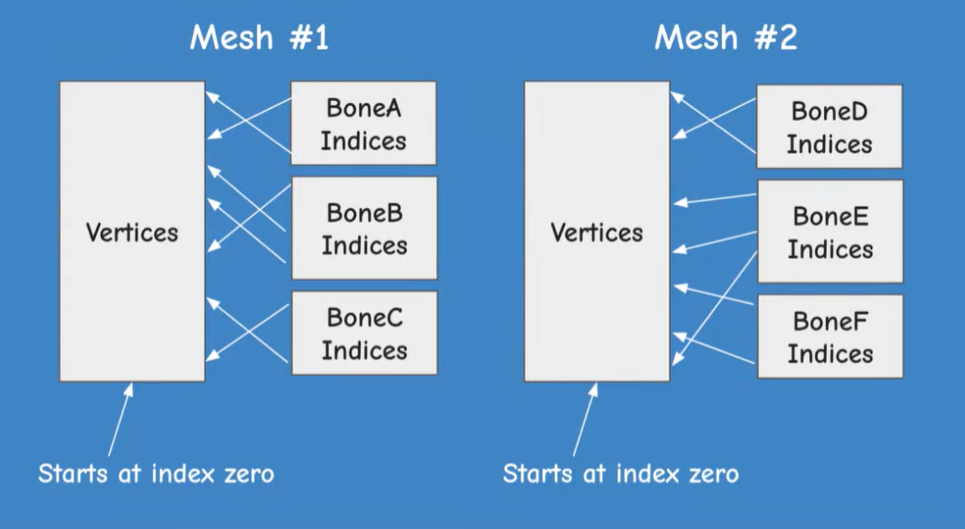 Mesh #1
Vertices
BoneA
Indices
BoneB
Indices
BoneC
Indices
Starts at index zero
Mesh #2
Vertices
BoneD
Indices
BoneE
Indices
BoneF
Indices
Starts at index zero